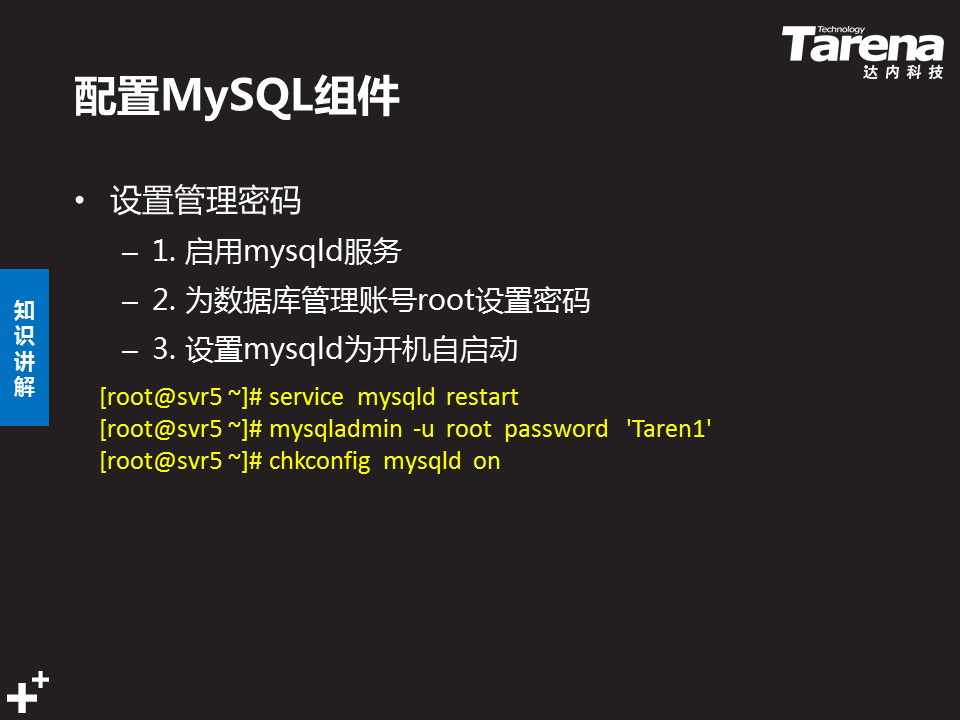 Technology
Tarena
达内科技
配置MySQL组件
• 设置管理密码
– 1. 启用mysqld服务
– 2. 为数据库管理账号root设置密码
– 3. 设置mysqld为开机自启动
知识讲解
[root@svr5 ~]# service  mysqld  restart
[root@svr5 ~]# mysqladmin  -u  root  password   'Taren1'
[root@svr5 ~]# chkconfig  mysqld  on